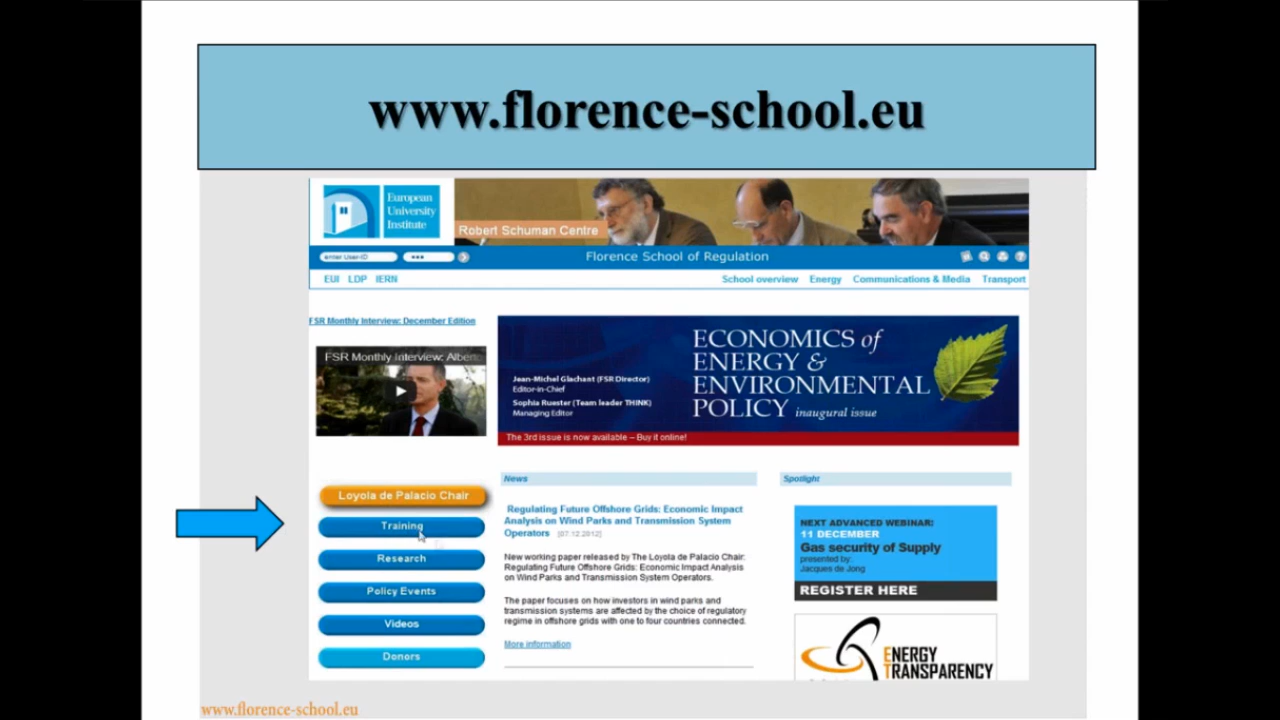 www.florence-school.eu
European
University
Institute
Robert Schuman Centre
enter User-ID
Florence School of Regulation
EUI LDP IERN
School overview Energy Communications & Media Transport
FSR Monthly Interview: December Edition
FSR Monthly Interview: Alber
ECONOMICS of
ENERGY &
ENVIRONMENTAL
POLICY inaugural issue
Jean-Michel Glachant (FSR Director)
Editor-in-Chief
Sophia Ruester (Team leader THINK)
Managing Editor
The 3rd issue is now available – Buy it online!
Loyola de Palacio Chair
Training
Research
Policy Events
Videos
Donors
News
Regulating Future Offshore Grids: Economic Impact
Analysis on Wind Parks and Transmission System
Operators [07.12.2012]
New working paper released by The Loyola de Palacio Chair:
Regulating Future Offshore Grids: Economic Impact Analysis
on Wind Parks and Transmission System Operators.
The paper focuses on how investors in wind parks and
transmission systems are affected by the choice of regulatory
regime in offshore grids with one to four countries connected.
More information
Spotlight
NEXT ADVANCED WEBINAR:
11 DECEMBER
Gas security of Supply
presented by:
Jacques de Jong
REGISTER HERE
ENERGY
TRANSPARENCY
www.florence-school.eu